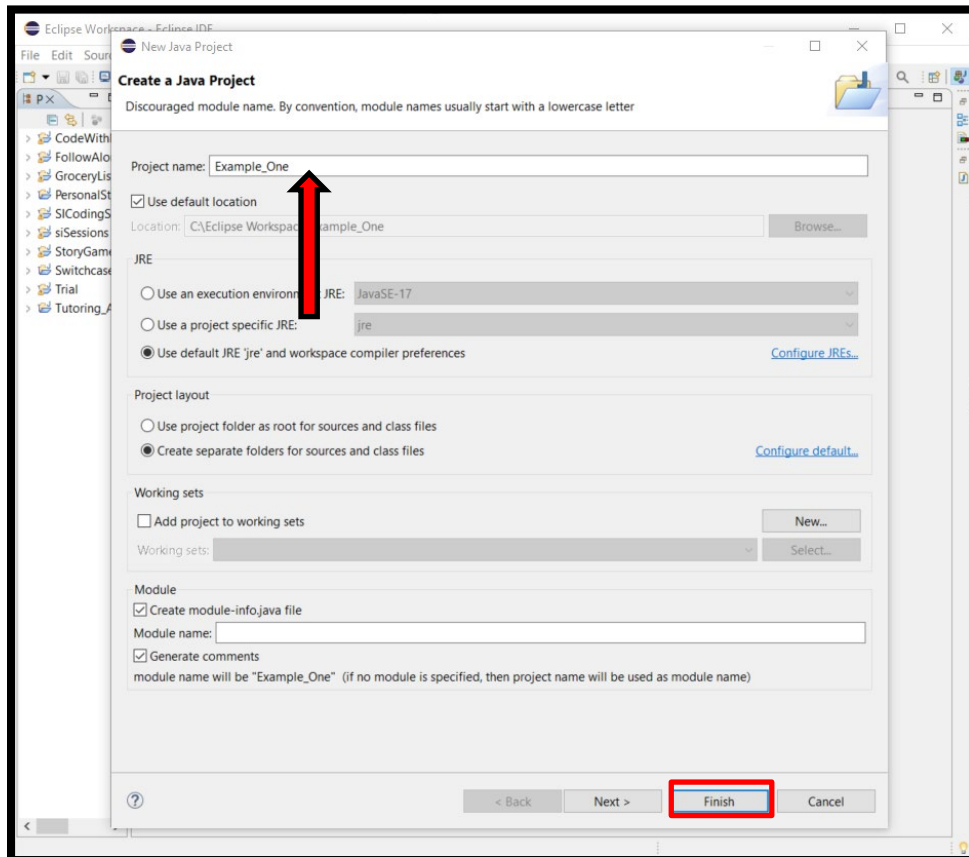 Eclipse Workspace - Eclipse IDE
File Edit Sour
New Java Project
Create a Java Project
Discouraged module name. By convention, module names usually start with a lowercase letter
P
CodeWith
FollowAlo
GroceryLis
PersonalSt
SICodingS
siSessions
StoryGame
Switchcase
Trial
Tutoring_A
Project name: Example_One
Use default location
Location: C:\Eclipse Workspac xample_One Browse...
JRE
Use an execution environm JRE: JavaSE-17
Use a project specific JRE: jre
Use default JRE 'jre' and workspace compiler preferences Configure JREs...
Project layout
Use project folder as root for sources and class files
Create separate folders for sources and class files Configure default...
Working sets
Add project to working sets New...
Working sets: Select...
Module
Create module-info.java file
Module name:
Generate comments
module name will be "Example_One" (if no module is specified, then project name will be used as module name)
? < Back Next > Finish Cancel